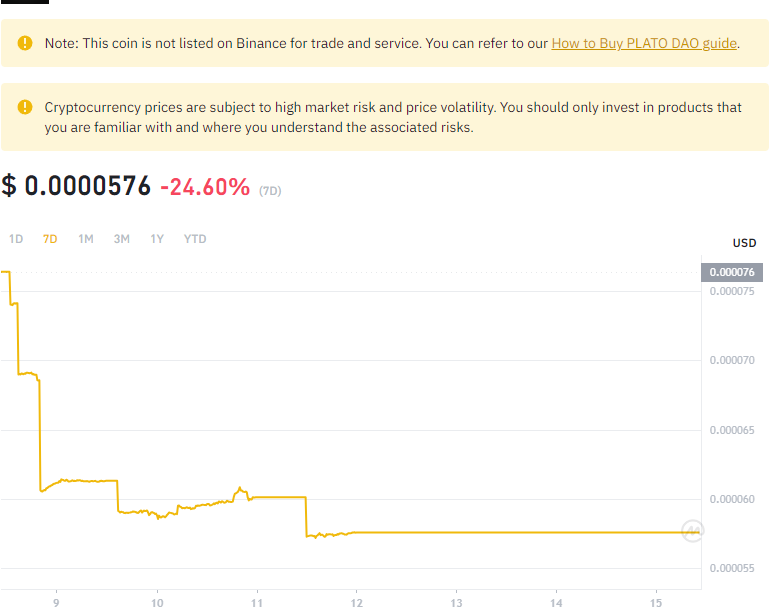 Note: This coin is not listed on Binance for trade and service. You can refer to our How to Buy PLATO DAO guide.
Cryptocurrency prices are subject to high market risk and price volatility. You should only invest in products that
you are familiar with and where you understand the associated risks.
$ 0.0000576 -24.60% (7D)
1D 7D 1M 3M 1Y YTD
USD
0.000076
0.000075
0.000070
0.000065
0.000060
0.000055
9 10 11 12 13 14 15